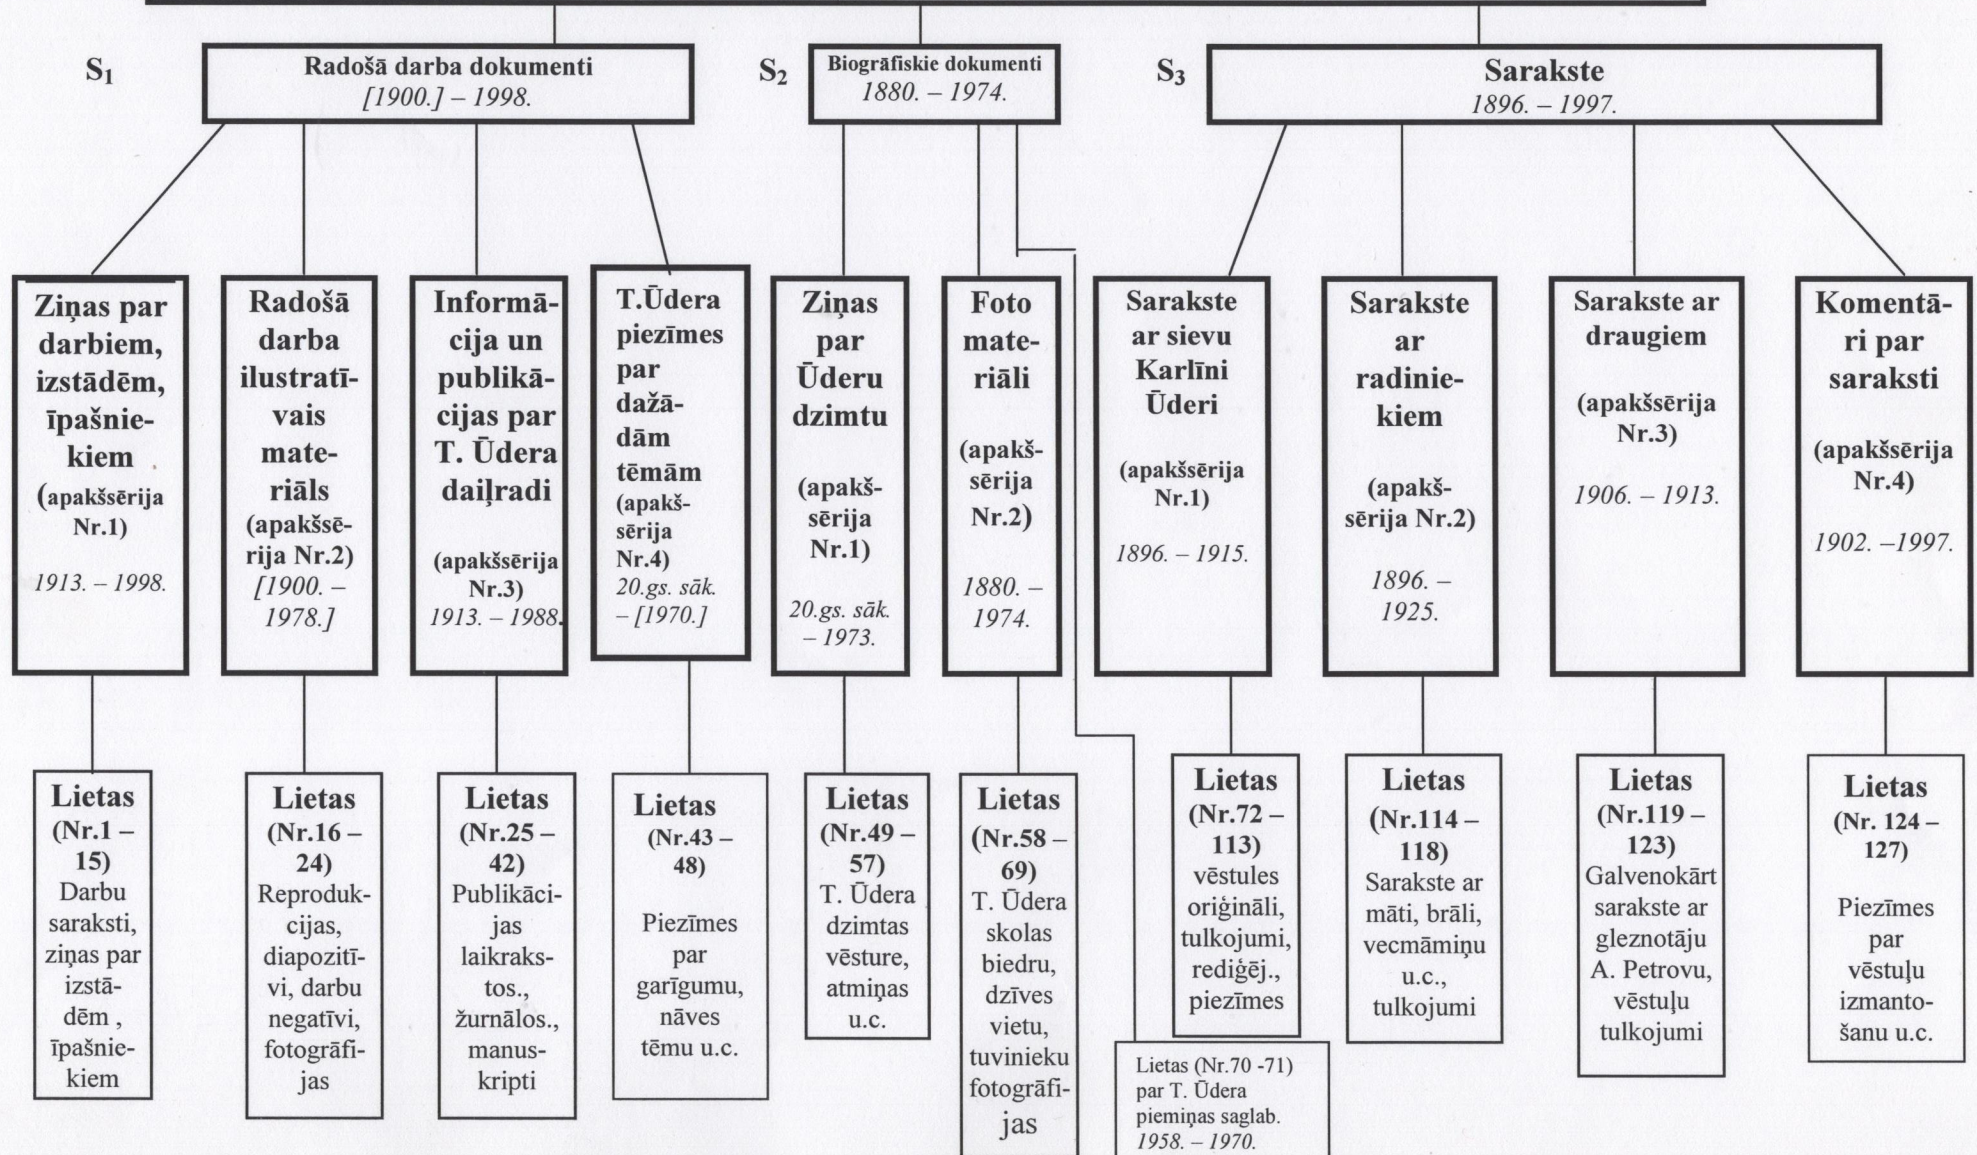 S1
Radošā darba dokumenti
[1900.] – 1998.
S2
Biogrāfiskie dokumenti
1880. – 1974.
S3
Sarakste
1896. – 1997.
Ziņas par
darbiem,
izstādēm,
īpašnie-
kiem
(apakšsērija
Nr.1)
1913. – 1998.
Radošā
darba
ilustratī-
vais
mate-
riāls
(apakšsē-
rija Nr.2)
[1900. –
1978.]
Informā-
cija un
publikā-
cijas par
T. Ūdera
daiļradi
(apakšsērija
Nr.3)
1913. – 1988.
T.Ūdera
piezīmes
par
dažā-
dām
tēmām
(apakš-
sērija
Nr.4)
20.gs. sāk.
– [1970.]
Ziņas
par
Ūderu
dzimtu
(apakš-
sērija
Nr.1)
20.gs. sāk.
– 1973.
Foto
mate-
riāli
(apakš-
sērija
Nr.2)
1880. –
1974.
Sarakste
ar sievu
Karlīni
Ūderi
(apakšsērija
Nr.1)
1896. – 1915.
Sarakste
ar
radinie-
kiem
(apakš-
sērija Nr.2)
1896. –
1925.
Sarakste ar
draugiem
(apakšsērija
Nr.3)
1906. – 1913.
Komentā-
ri par
saraksti
(apakšsērija
Nr.4)
1902. –1997.
Lietas
(Nr.1 –
15)
Darbu
saraksti,
ziņas par
izstā-
dēm ,
īpašnie-
kiem
Lietas
(Nr.16 –
24)
Reproduk-
cijas,
diapozitī-
vi, darbu
negatīvi,
fotogrāfi-
jas
Lietas
(Nr.25 –
42)
Publikāci-
jas
laikraks-
tos.,
žurnālos.,
manus-
kripti
Lietas
(Nr.43 –
48)
Piezīmes
par
garīgumu,
nāves
tēmu u.c.
Lietas
(Nr.49 –
57)
T. Ūdera
dzimtas
vēsture,
atmiņas
u.c.
Lietas
(Nr.58 –
69)
T. Ūdera
skolas
biedru,
dzīves
vietu,
tuvinieku
fotogrāfi-
jas
Lietas (Nr.70 -71)
par T. Ūdera
piemiņas saglab.
1958. – 1970.
Lietas
(Nr.72 –
113)
vēstules
oriģināli,
tulkojumi,
rediģēj.,
piezīmes
Lietas
(Nr.114 –
118)
Sarakste ar
māti, brāli,
vecmāmiņu
u.c.,
tulkojumi
Lietas
(Nr.119 –
123)
Galvenokārt
sarakste ar
gleznotāju
A. Petrovu,
vēstuļu
tulkojumi
Lietas
(Nr. 124 –
127)
Piezīmes
par
vēstuļu
izmanto-
šanu u.c.